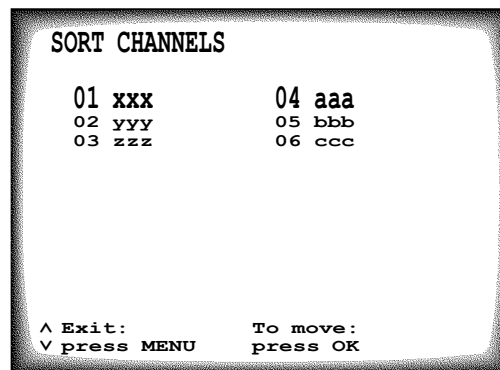 SORT CHANNELS
01 xxx 04 aaa
02 yyy 05 bbb
03 zzz 06 ccc
∧ Exit: To move:
∨ press MENU press OK